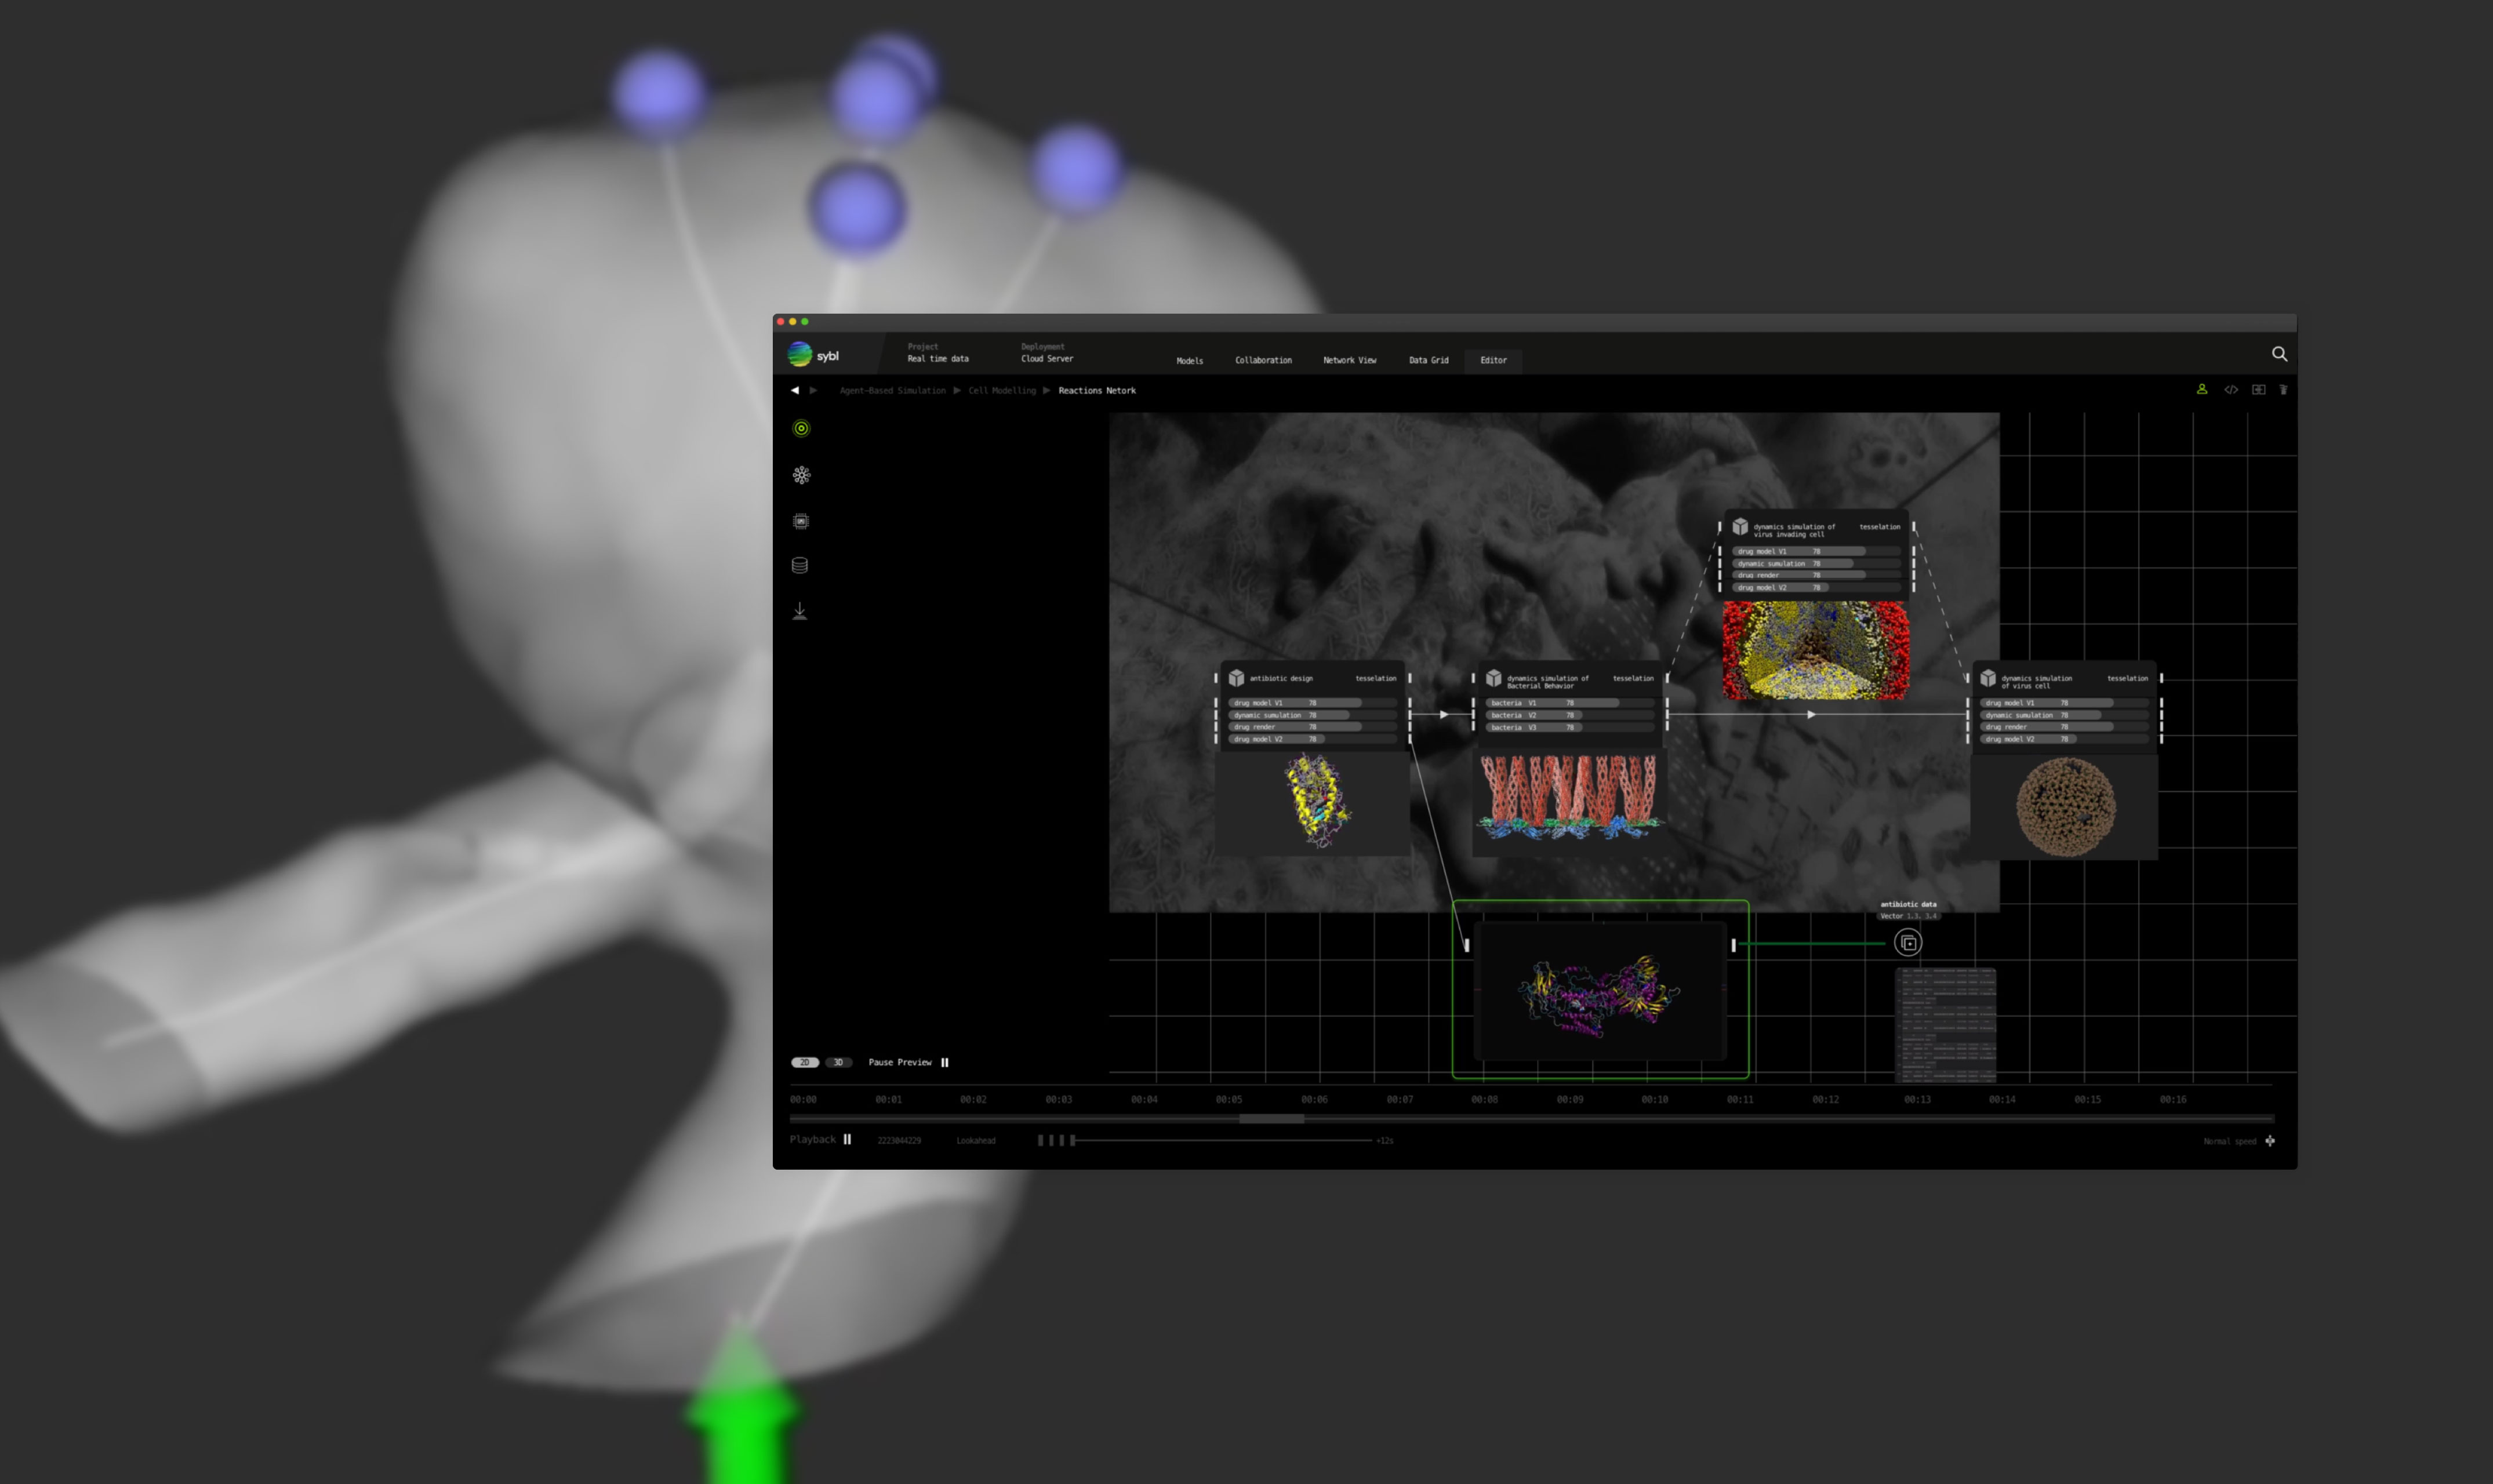 sybl
Project
Real time data
Deployment
Cloud Server
Models
Collaboration
Network View
Data Grid
Editor
Agent-Based Simulation
Cell Modelling
Reactions Netork
dynamics simulation of
virus invading cell
tesselation
drug model V1 78
dynamic sumulation 78
drug render 78
drug model V2 78
antibiotic design
tesselation
drug model V1 78
dynamic sumulation 78
drug render 78
drug model V2 78
dynamics simulation of
Bacterial Behavior
tesselation
bacteria V1 78
bacteria V2 78
bacteria V3 78
dynamics simulation
of virus cell
tesselation
drug model V1 78
dynamic sumulation 78
drug render 78
drug model V2 78
antibiotic data
Vector 1.3. 3.4
2D
3D
Pause Preview
00:00 00:01 00:02 00:03 00:04 00:05 00:06 00:07 00:08 00:09 00:10 00:11 00:12 00:13 00:14 00:15 00:16
Playback
2223044229
Lookahead
+12s
Normal speed